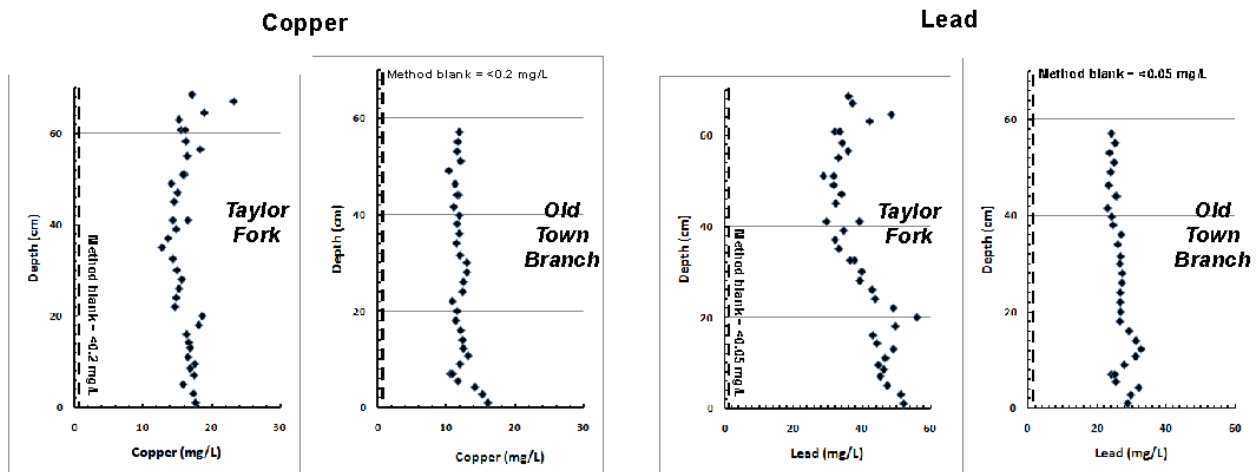 Copper
Lead
Method blank = <0.2 mg/L
60
40
20
0
Depth (cm)
Taylor
Fork
Method blank = <0.2 mg/L
0
10
20
30
Copper (mg/L)
60
40
20
0
Depth (cm)
Old
Town
Branch
0
10
20
30
Copper (mg/L)
60
40
20
0
Depth (cm)
Taylor
Fork
Method blank = <0.05 mg/L
0
20
40
60
Lead (mg/L)
Method blank = <0.05 mg/L
60
40
20
0
Depth (cm)
Old
Town
Branch
0
20
40
60
Lead (mg/L)